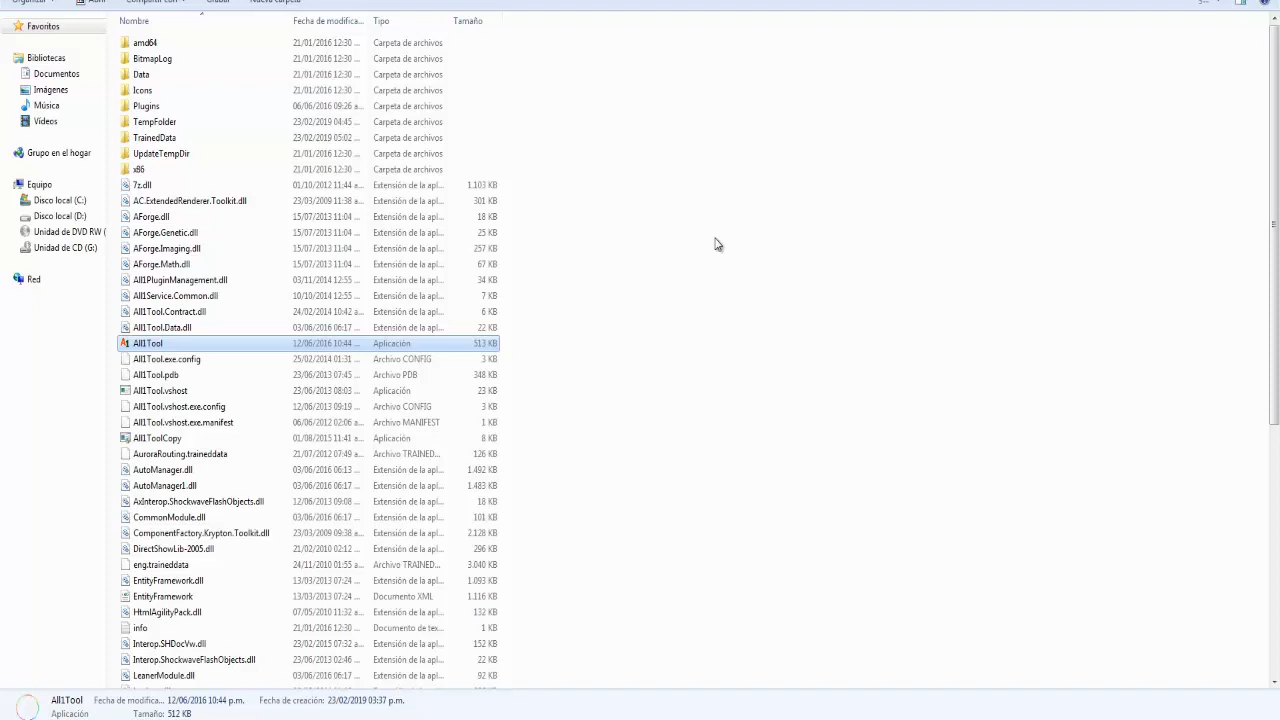 Organizar Abrir Compartir con Grabar Nueva carpeta
Favoritos
Bibliotecas
Documentos
Imágenes
Música
Vídeos
Grupo en el hogar
Equipo
Disco local (C:)
Disco local (D:)
Unidad de DVD RW (
Unidad de CD (G:)
Red
Nombre Fecha de modifica... Tipo Tamaño
amd64 21/01/2016 12:30 ... Carpeta de archivos
BitmapLog 21/01/2016 12:30 ... Carpeta de archivos
Data 21/01/2016 12:30 ... Carpeta de archivos
Icons 21/01/2016 12:30 ... Carpeta de archivos
Plugins 06/06/2016 09:26 a... Carpeta de archivos
TempFolder 23/02/2019 04:45 ... Carpeta de archivos
TrainedData 23/02/2019 05:02 ... Carpeta de archivos
UpdateTempDir 21/01/2016 12:30 ... Carpeta de archivos
x86 21/01/2016 12:30 ... Carpeta de archivos
7z.dll 01/10/2012 11:44 a... Extensión de la apl... 1.103 KB
AC.ExtendedRenderer.Toolkit.dll 23/03/2009 11:38 a... Extensión de la apl... 301 KB
AForge.dll 15/07/2013 11:04 ... Extensión de la apl... 18 KB
AForge.Genetic.dll 15/07/2013 11:04 ... Extensión de la apl... 25 KB
AForge.Imaging.dll 15/07/2013 11:04 ... Extensión de la apl... 257 KB
AForge.Math.dll 15/07/2013 11:04 ... Extensión de la apl... 67 KB
All1PluginManagement.dll 03/11/2014 12:55 ... Extensión de la apl... 34 KB
All1Service.Common.dll 10/10/2014 12:55 ... Extensión de la apl... 7 KB
All1Tool.Contract.dll 24/02/2014 10:42 a... Extensión de la apl... 6 KB
All1Tool.Data.dll 03/06/2016 06:17 ... Extensión de la apl... 22 KB
All1Tool 12/06/2016 10:44 ... Aplicación 513 KB
All1Tool.exe.config 25/02/2014 01:31 ... Archivo CONFIG 3 KB
All1Tool.pdb 23/06/2013 07:45 ... Archivo PDB 348 KB
All1Tool.vshost 23/06/2013 08:03 ... Aplicación 23 KB
All1Tool.vshost.exe.config 12/06/2013 09:19 ... Archivo CONFIG 3 KB
All1Tool.vshost.exe.manifest 06/06/2012 02:06 a... Archivo MANIFEST 1 KB
All1ToolCopy 01/08/2015 11:41 a... Aplicación 8 KB
AuroraRouting.traineddata 21/07/2012 07:49 a... Archivo TRAINED... 126 KB
AutoManager.dll 03/06/2016 06:13 ... Extensión de la apl... 1.492 KB
AutoManager1.dll 03/06/2016 06:17 ... Extensión de la apl... 1.483 KB
AxInterop.ShockwaveFlashObjects.dll 12/06/2013 09:08 ... Extensión de la apl... 18 KB
CommonModule.dll 03/06/2016 06:17 ... Extensión de la apl... 101 KB
ComponentFactory.Krypton.Toolkit.dll 23/03/2009 09:38 a... Extensión de la apl... 2.128 KB
DirectShowLib-2005.dll 21/02/2010 02:12 ... Extensión de la apl... 296 KB
eng.traineddata 24/11/2010 01:55 a... Archivo TRAINED... 3.040 KB
EntityFramework.dll 13/03/2013 07:24 ... Extensión de la apl... 1.093 KB
EntityFramework 13/03/2013 07:24 ... Documento XML 1.116 KB
HtmlAgilityPack.dll 07/05/2010 11:32 a... Extensión de la apl... 132 KB
info 21/01/2016 12:30 ... Documento de tex... 1 KB
Interop.SHDocVw.dll 23/02/2015 07:32 a... Extensión de la apl... 152 KB
Interop.ShockwaveFlashObjects.dll 23/06/2013 02:46 ... Extensión de la apl... 22 KB
LeanerModule.dll 03/06/2016 06:17 ... Extensión de la apl... 92 KB
All1Tool Fecha de modifica... 12/06/2016 10:44 p.m. Fecha de creación: 23/02/2019 03:37 p.m.
Aplicación Tamaño: 512 KB